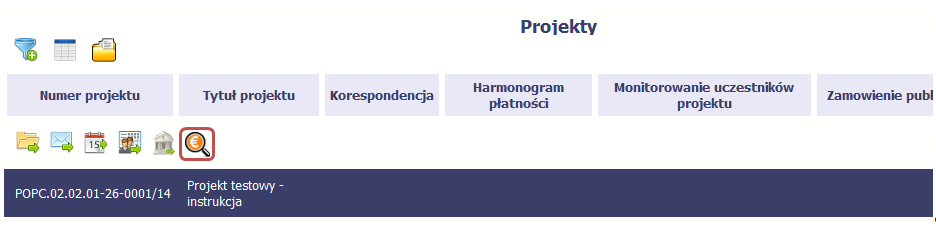 Projekty
Numer projektu
Tytuł projektu
Korespondencja
Harmonogram
płatności
Monitorowanie uczestników
projektu
Zamowienie publ
15
€
POPC.02.02.01-26-0001/14
Projekt testowy -
instrukcja